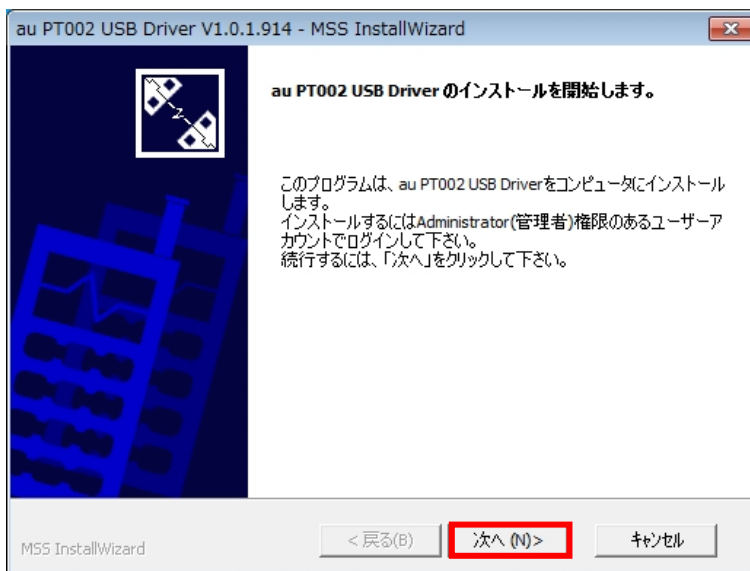 au PT002 USB Driver V1.0.1.914 - MSS InstallWizard
au PT002 USB Driver のインストールを開始します。
このプログラムは、au PT002 USB Driverをコンピュータにインストール
します。
インストールするにはAdministrator(管理者)権限のあるユーザーア
カウントでログインして下さい。
続行するには、「次へ」をクリックして下さい。
MSS InstallWizard
< 戻る(B)
次へ (N)>
キャンセル